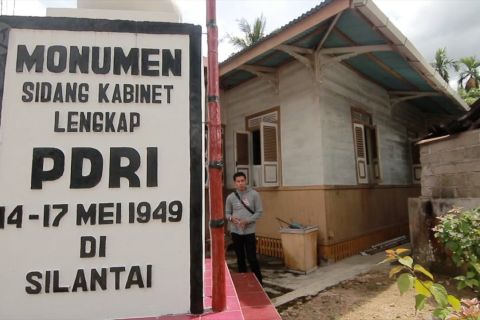 MONUMEN
SIDANG KABINET
LENGKAP
PDRI
14-17 MEI 1949
DI
SILANTAI